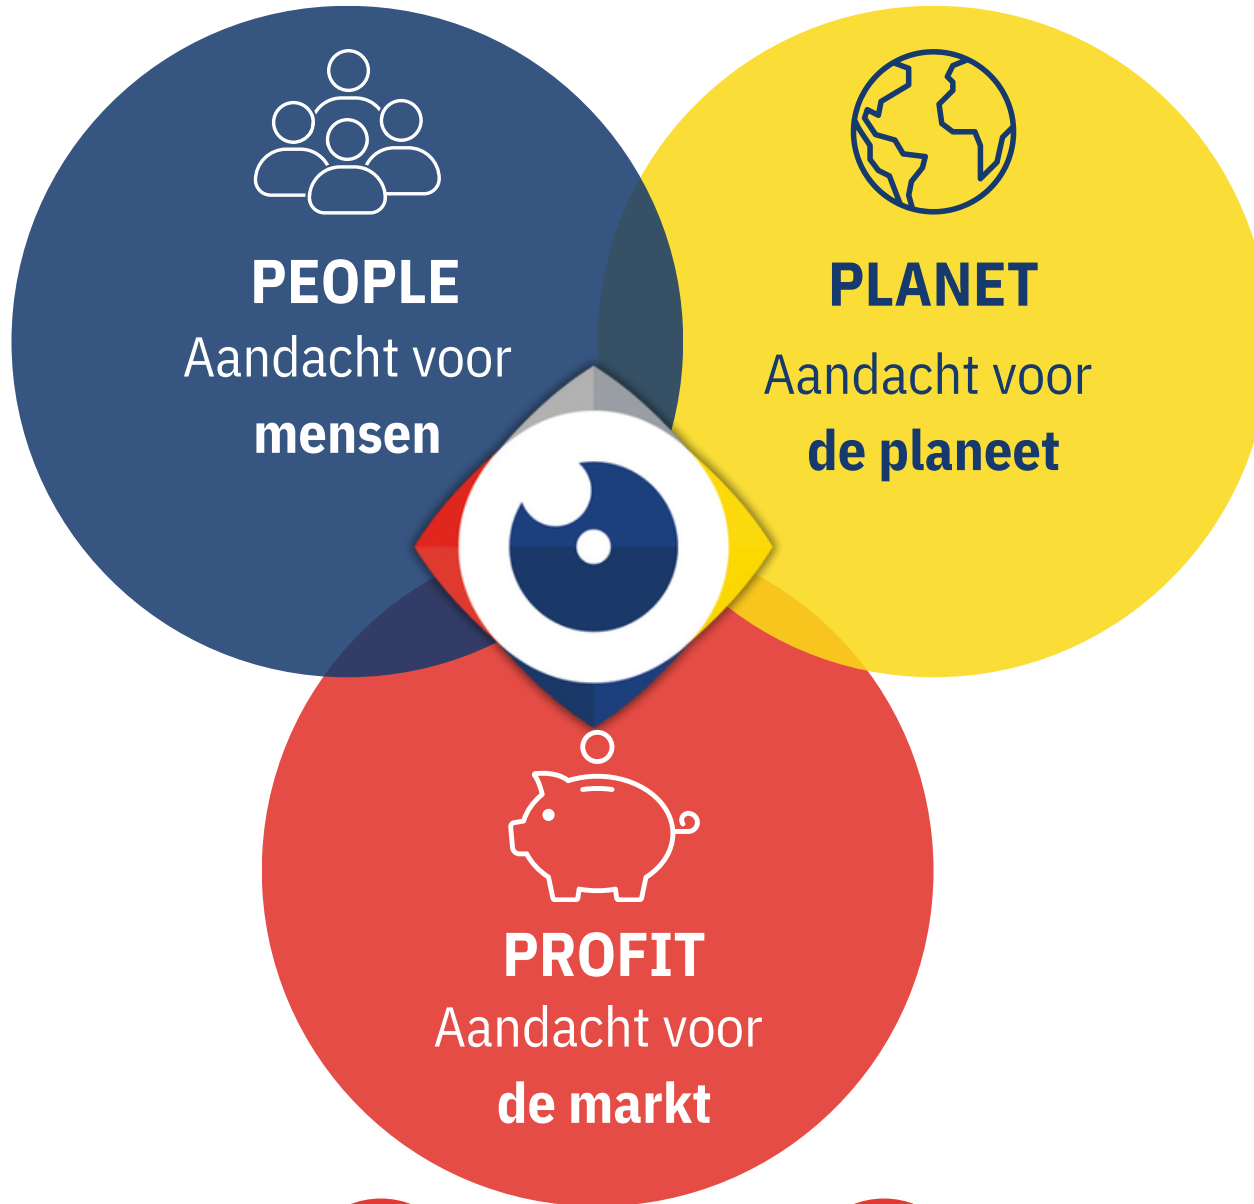 PEOPLE
Aandacht voor
mensen
PLANET
Aandacht voor
de planeet
PROFIT
Aandacht voor
de markt